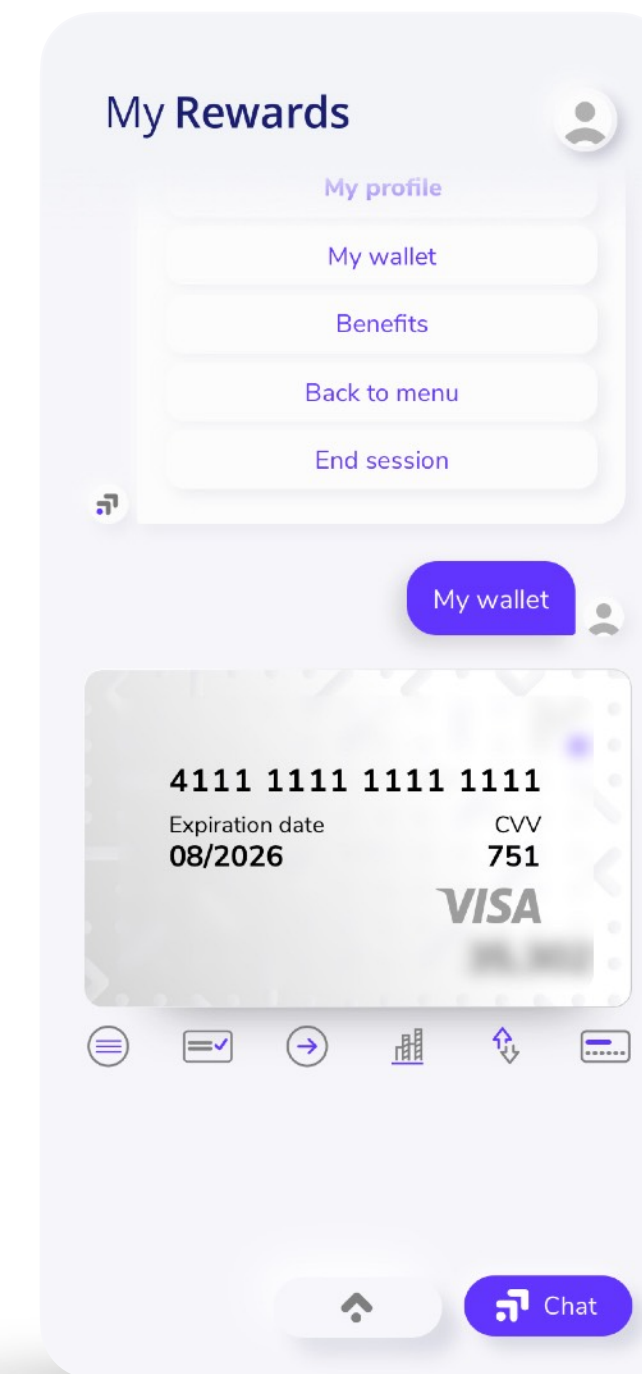 My Rewards
My profile
My wallet
Benefits
Back to menu
End session
My wallet
4111 1111 1111 1111
Expiration date CVV
08/2026 751
VISA
Chat